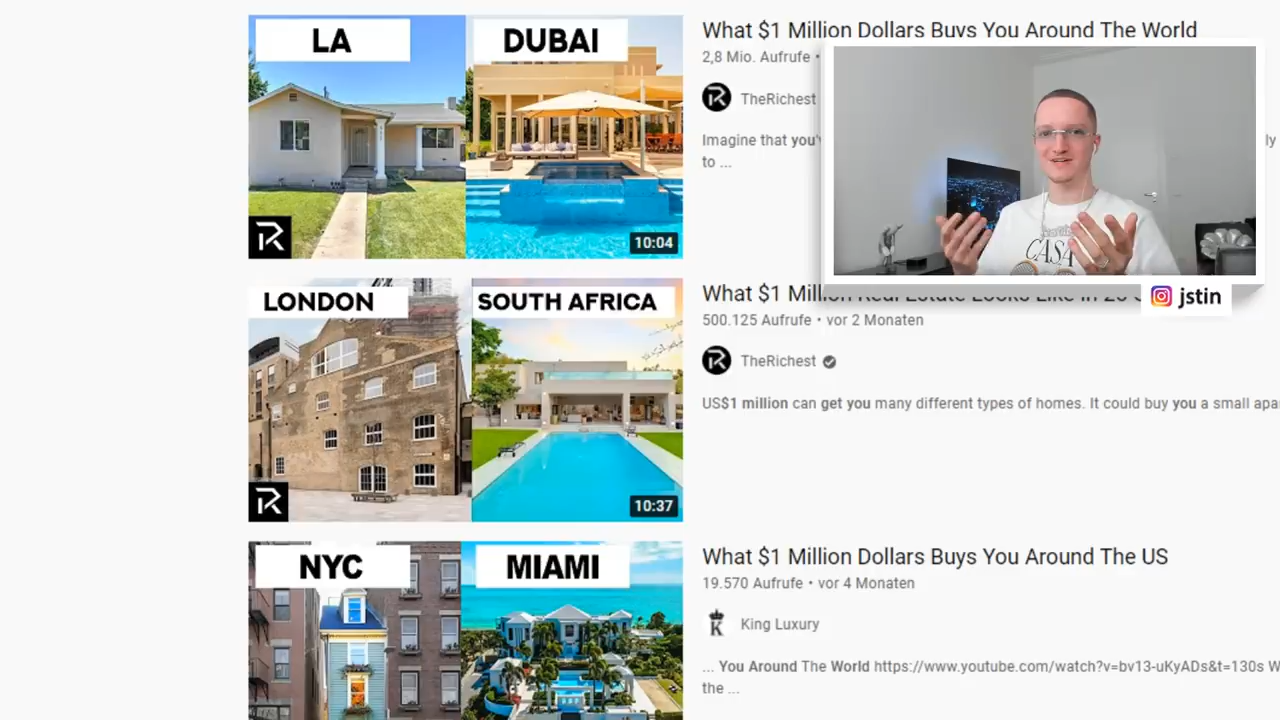 LA
DUBAI
10:04
What $1 Million Dollars Buys You Around The World
2,8 Mio. Aufrufe •
TheRichest
Imagine that you'
ly
to ...
CASA
jstin
LONDON
SOUTH AFRICA
10:37
What $1 Million Real Estate Looks Like In 20
500.125 Aufrufe • vor 2 Monaten
TheRichest
US$1 million can get you many different types of homes. It could buy you a small apa
NYC
MIAMI
What $1 Million Dollars Buys You Around The US
19.570 Aufrufe • vor 4 Monaten
King Luxury
... You Around The World https://www.youtube.com/watch?v=bv13-uKyADs&t=130s W
the ...